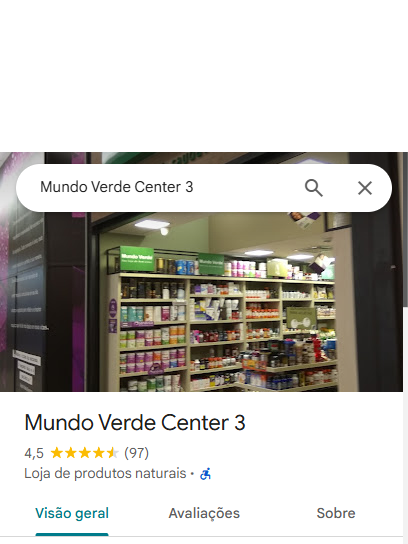 Mundo Verde Center 3
Mundo Verde
Mundo Verde
Mundo Verde Center 3
4,5 (97)
Loja de produtos naturais ·
Visão geral
Avaliações
Sobre